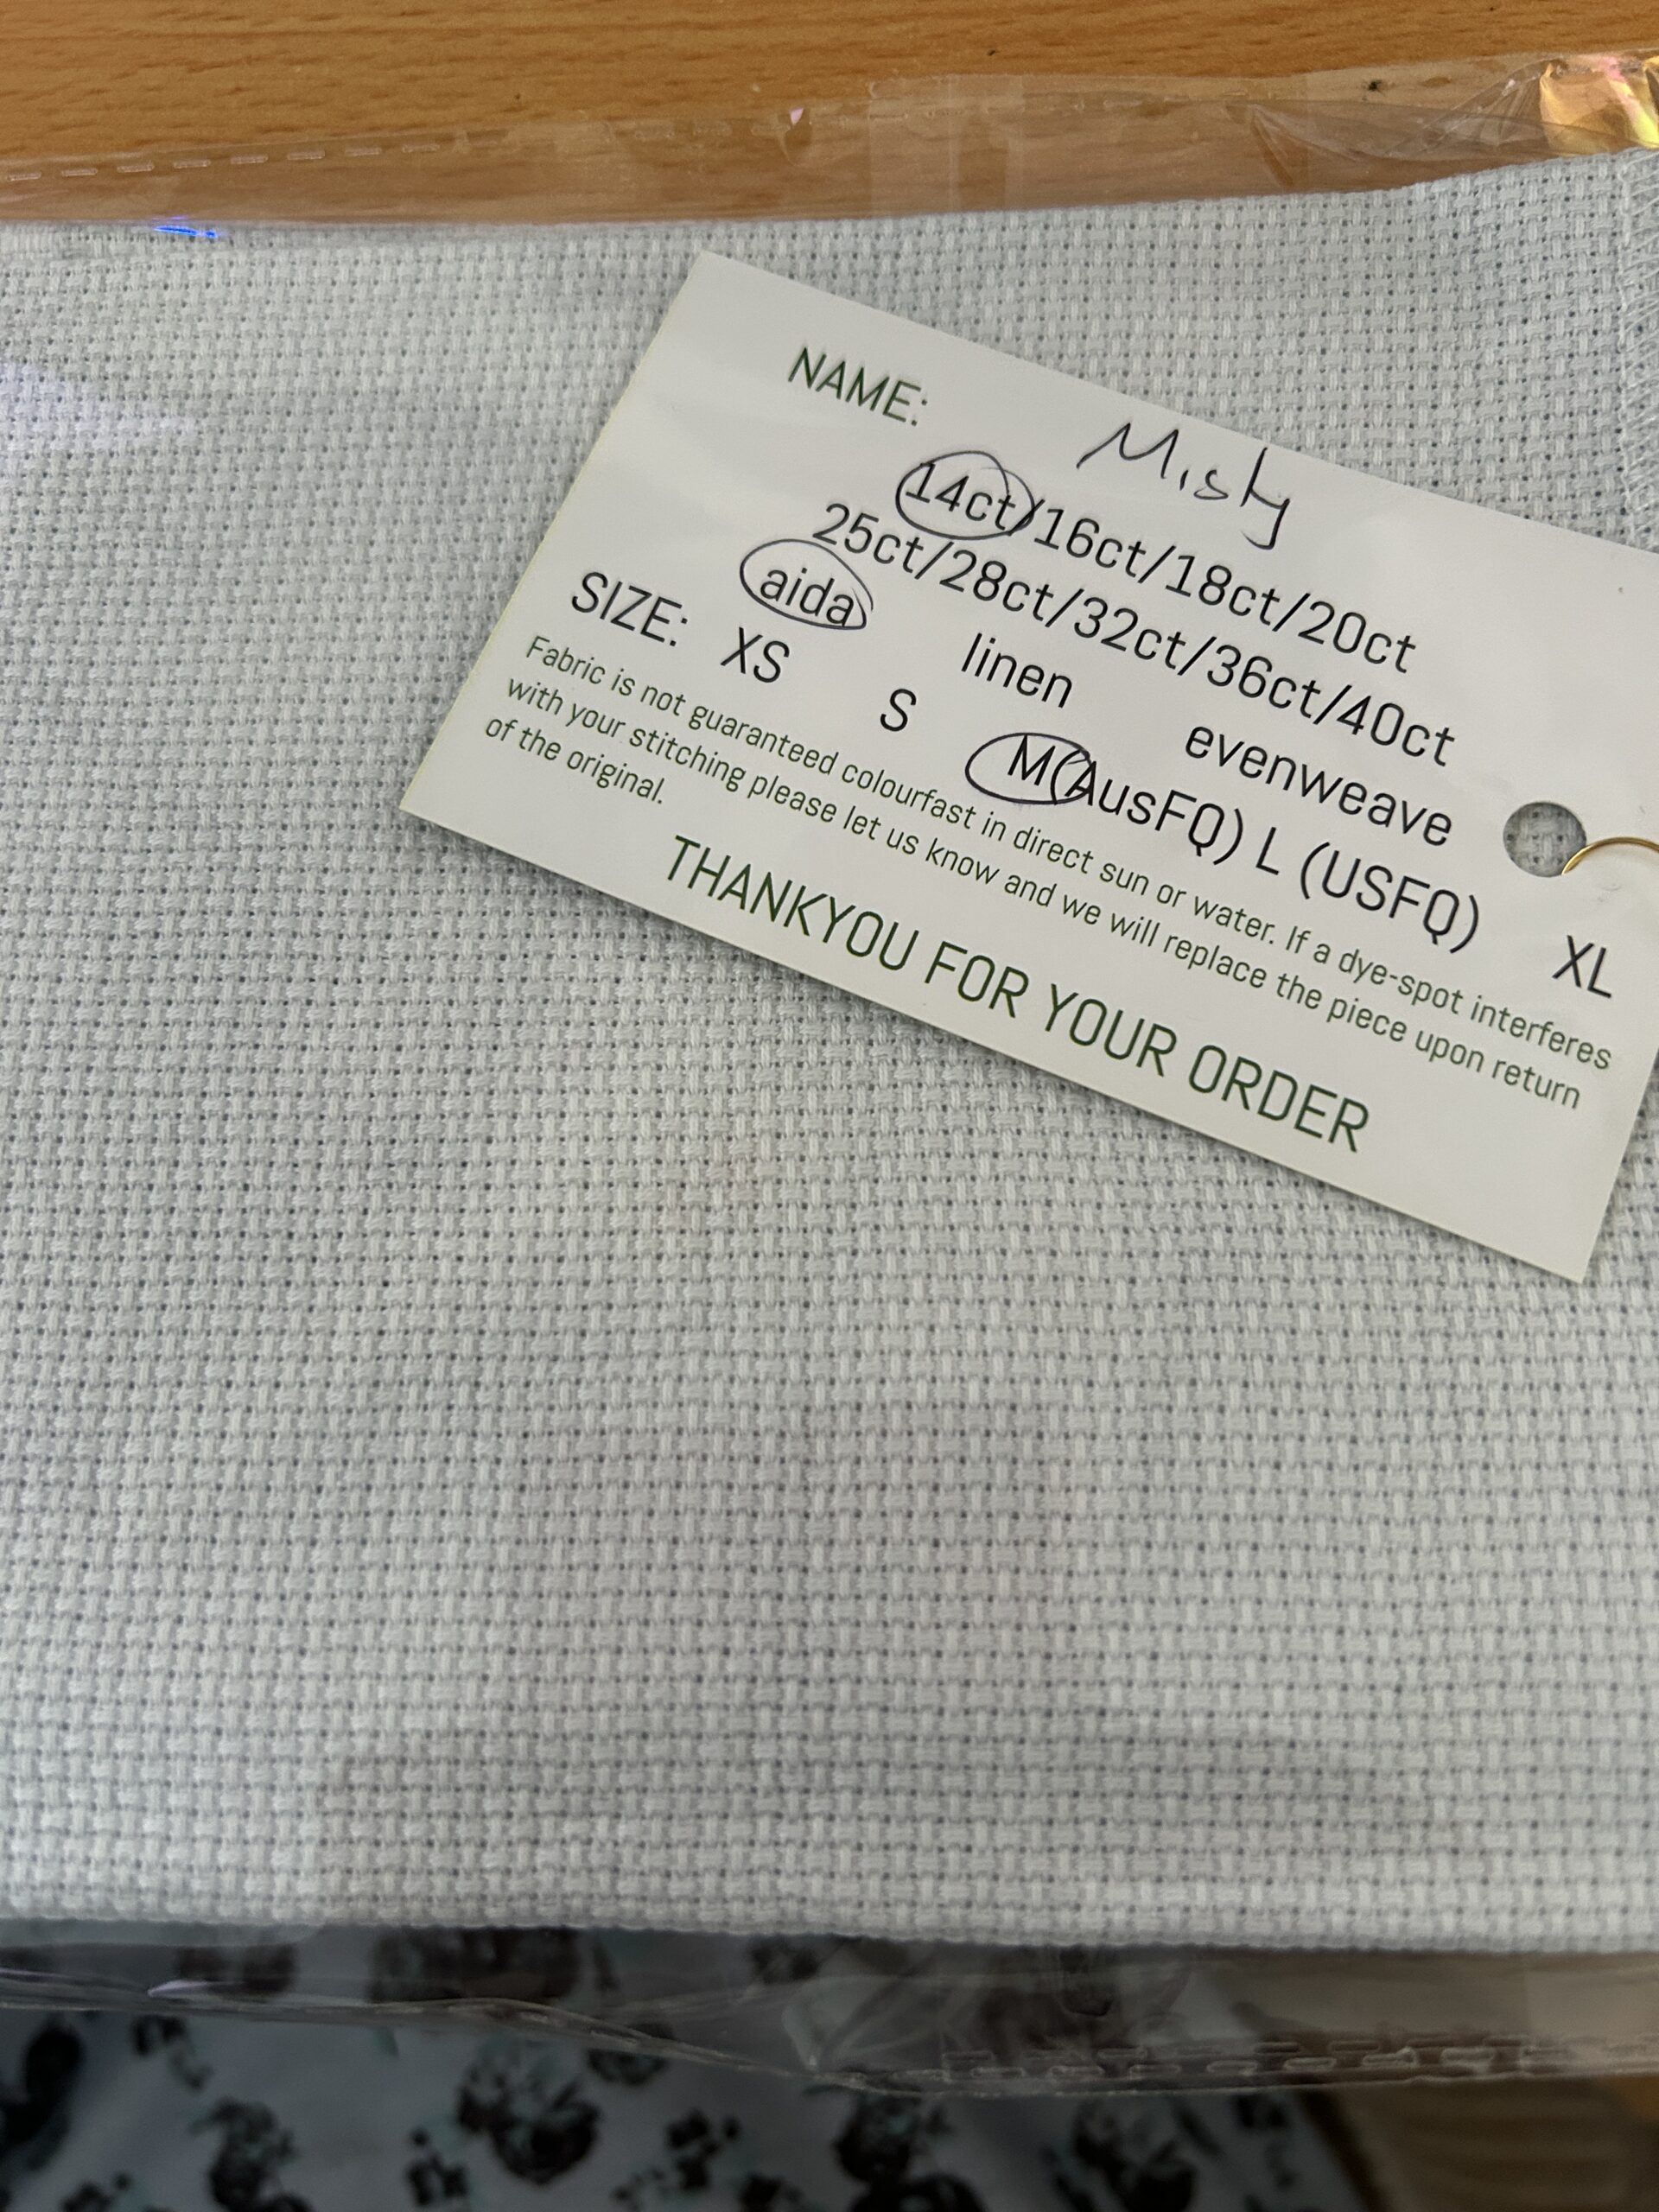 NAME: Misty
14ct/16ct/18ct/20ct
25ct/28ct/32ct/36ct/40ct
aida linen evenweave
SIZE: XS S M(AusFQ) L (USFQ) XL
Fabric is not guaranteed colourfast in direct sun or water. If a dye-spot interferes
with your stitching please let us know and we will replace the piece upon return
of the original.
THANKYOU FOR YOUR ORDER